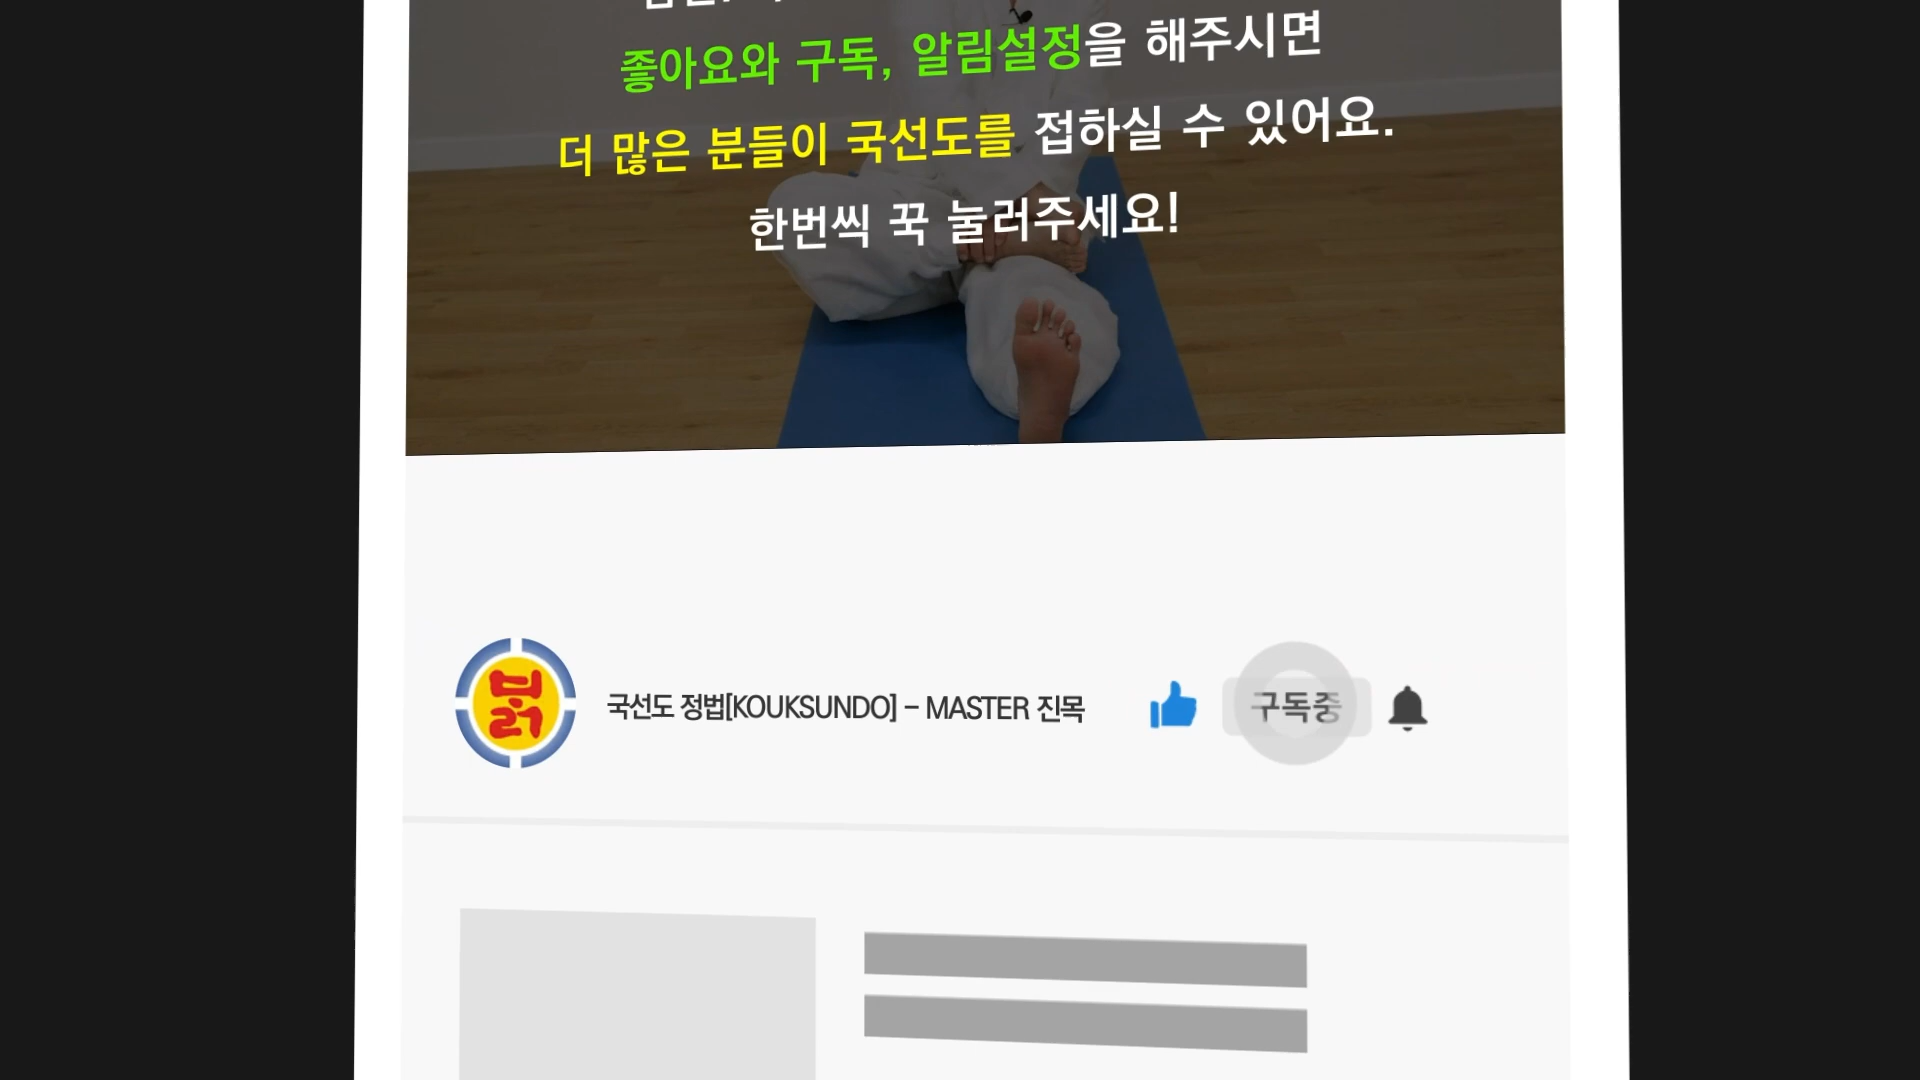 좋아요와 구독, 알림설정을 해주시면
더 많은 분들이 국선도를 접하실 수 있어요.
한번씩 꾹 눌러주세요!
붉
국선도 정법[KOUKSUNDO] – MASTER 진목
구독중